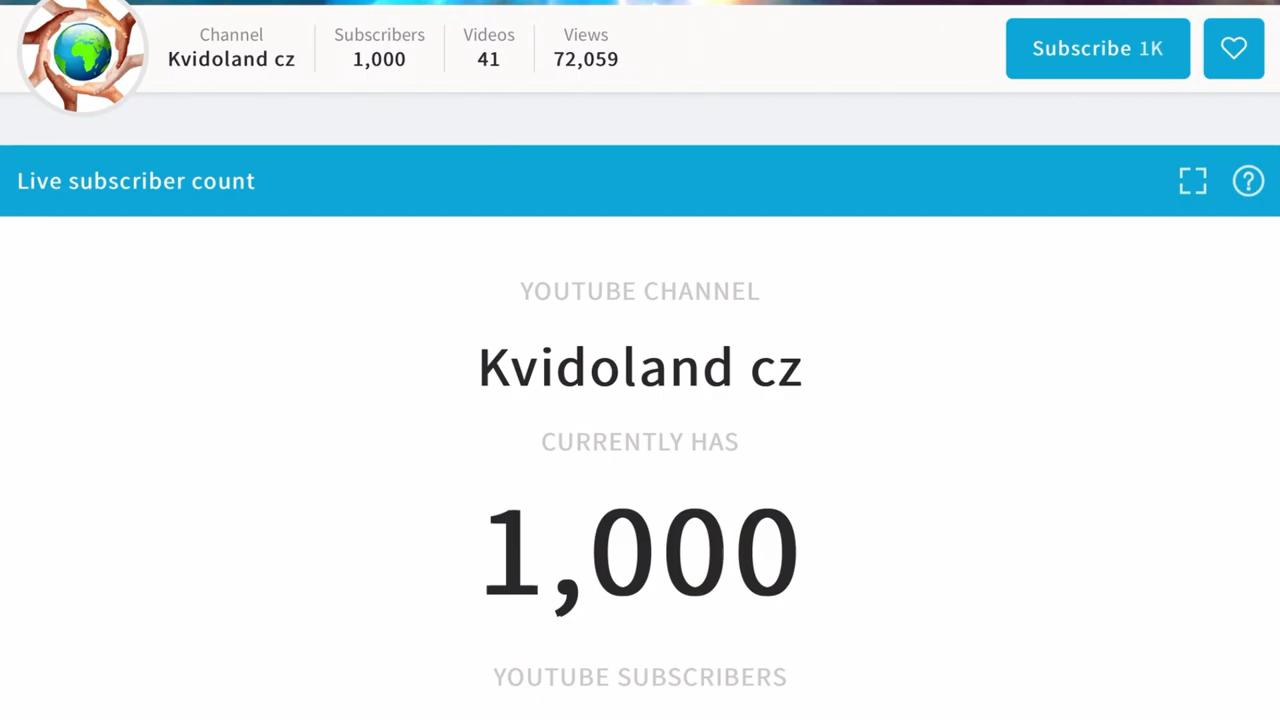 Channel Subscribers Videos Views
Kvidoland cz 1,000 41 72,059
Subscribe 1K
Live subscriber count
YOUTUBE CHANNEL
Kvidoland cz
CURRENTLY HAS
1,000
YOUTUBE SUBSCRIBERS